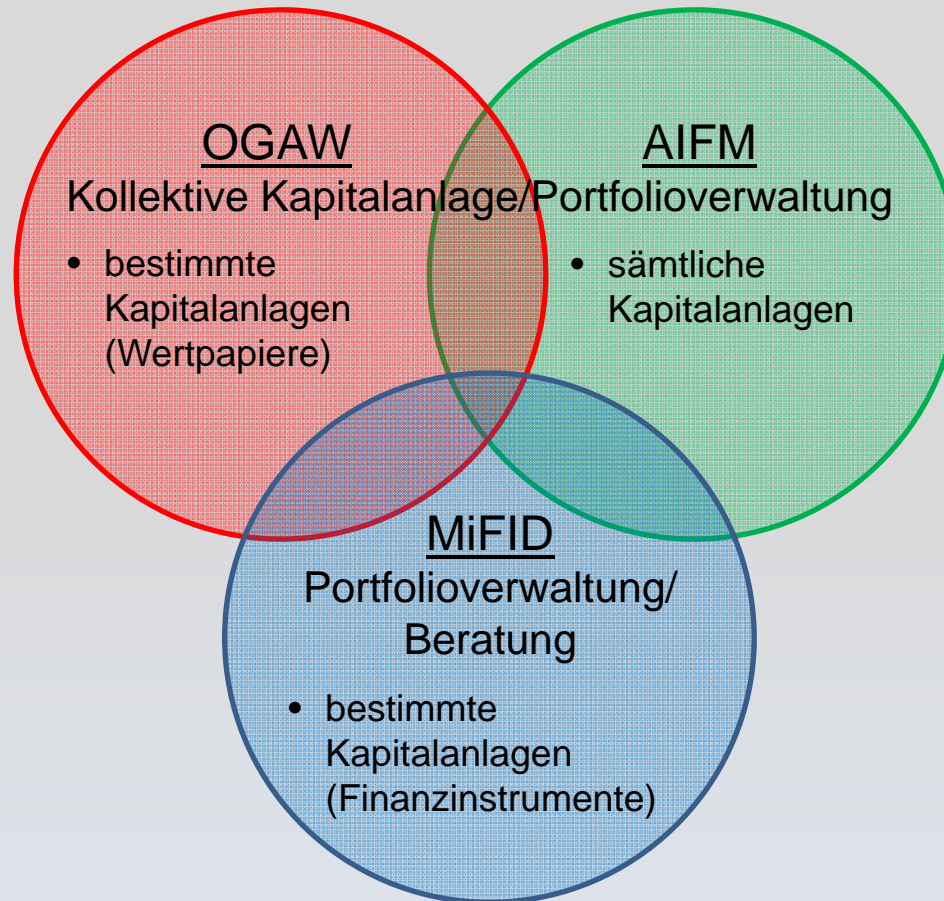 OGAW
AIFM
Kollektive Kapitalanlage/Portfolioverwaltung
• bestimmte
Kapitalanlagen
(Wertpapiere)
• sämtliche
Kapitalanlagen
MiFID
Portfolioverwaltung/
Beratung
• bestimmte
Kapitalanlagen
(Finanzinstrumente)